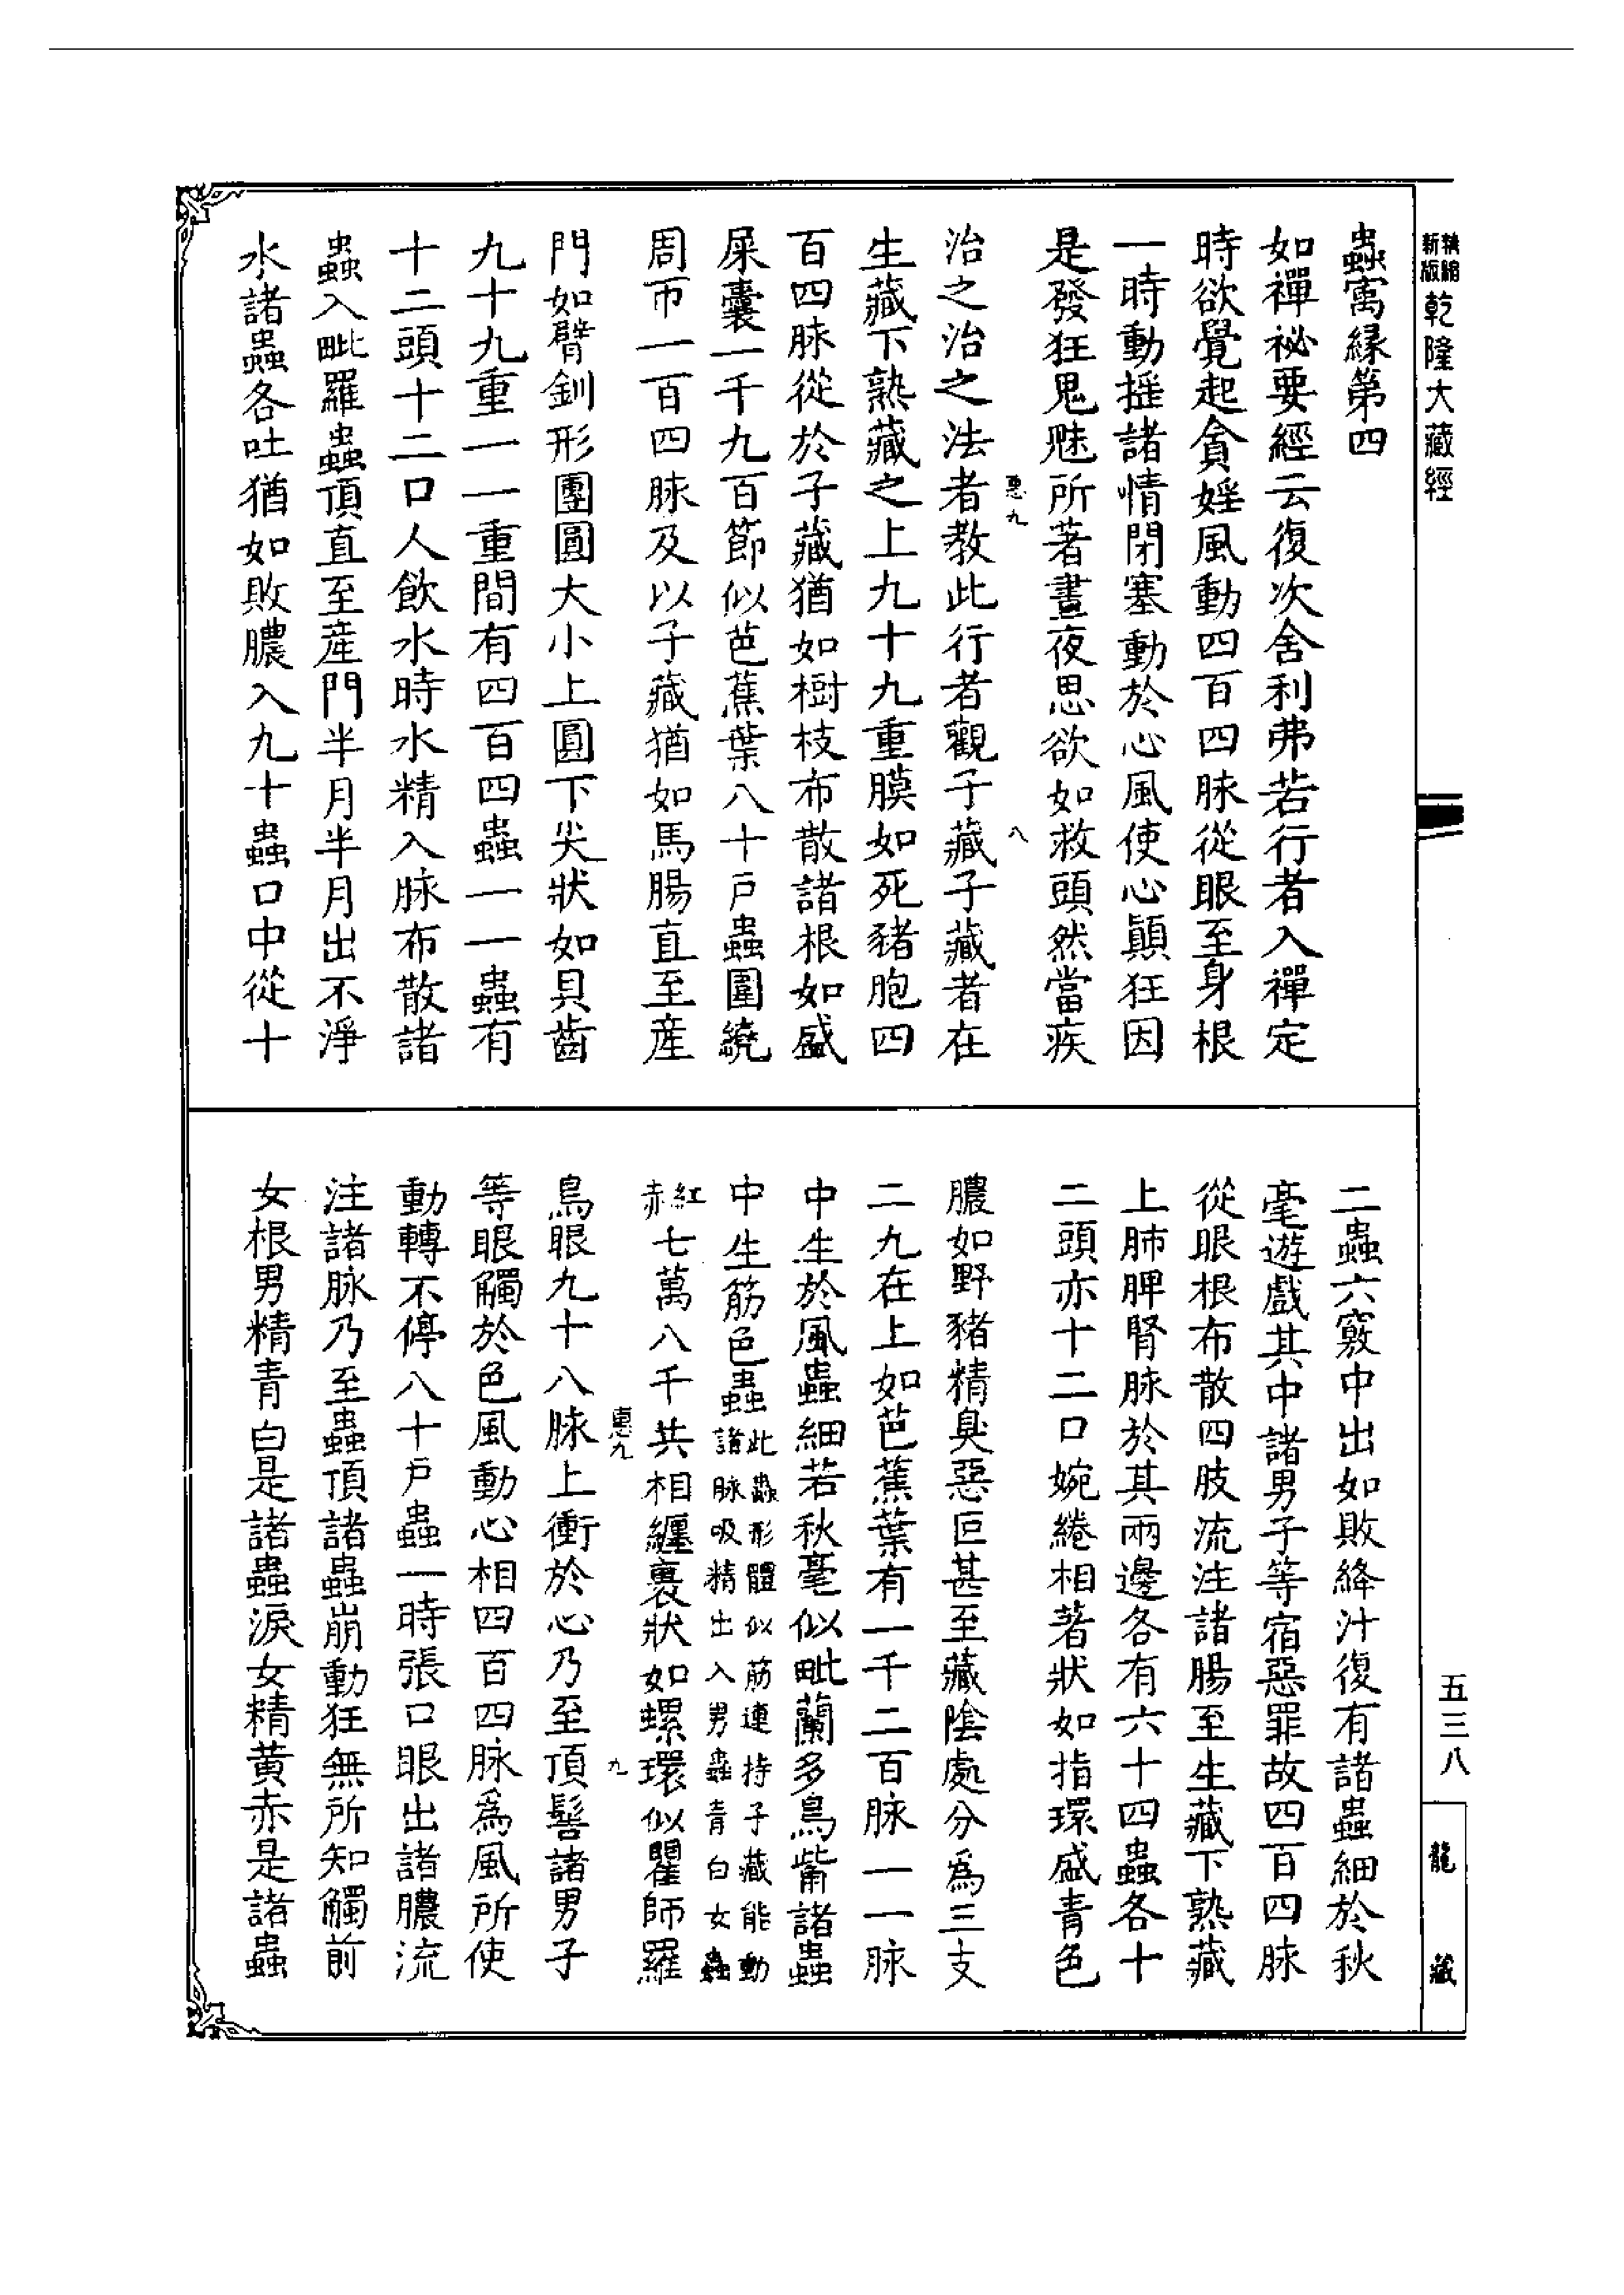 精縮
新版
乾隆大藏經
蟲寓緣第四
如禪祕要經云復次舍利弗若行者入禪定
時欲覺起貪婬風動四百四脉從眼至身根
一時動搖諸情閉塞動於心風使心顛狂因
是發狂鬼魅所著晝夜思欲如救頭然當疾
惠九
八
治之治之法者教此行者觀子藏子藏者在
生藏下熟藏之上九十九重膜如死猪胞四
百四脉從於子藏猶如樹枝布散諸根如盛
屎囊一千九百節似芭蕉葉八十戶蟲圍繞
周帀一百四脉及以子藏猶如馬腸直至産
門如臂釧形團圓大小上圓下尖狀如貝齒
九十九重一一重間有四百四蟲一一蟲有
十二頭十二口人飲水時水精入脉布散諸
蟲入毗羅蟲頂直至産門半月半月出不淨
水諸蟲各吐猶如敗膿入九十蟲口中從十
二蟲六竅中出如敗絳汁復有諸蟲細於秋
毫遊戲其中諸男子等宿惡罪故四百四脉
從眼根布散四肢流注諸腸至生藏下熟藏
上肺脾腎脉於其兩邊各有六十四蟲各十
二頭亦十二口婉綣相著狀如指環盛青色
膿如野豬精臭惡叵甚至藏陰處分爲三支
二九在上如芭蕉葉有一千二百脉一一脉
中生於風蟲細若秋毫似毗蘭多鳥觜諸蟲
中生筋色蟲此蟲形體似筋連持子藏能動諸脉吸精出入男蟲青白女蟲
紅赤七萬八千共相纏裹狀如螺環似瞿師羅
鳥眼九十八脉上衝於心乃至頂髻諸男子
惠九
九
等眼觸於色風動心相四百四脉爲風所使
動轉不停八十戶蟲一時張口眼出諸膿流
注諸脉乃至蟲頂諸蟲崩動狂無所知觸前
女根男精青白是諸蟲淚女精黄赤是諸蟲
五三八
龍藏